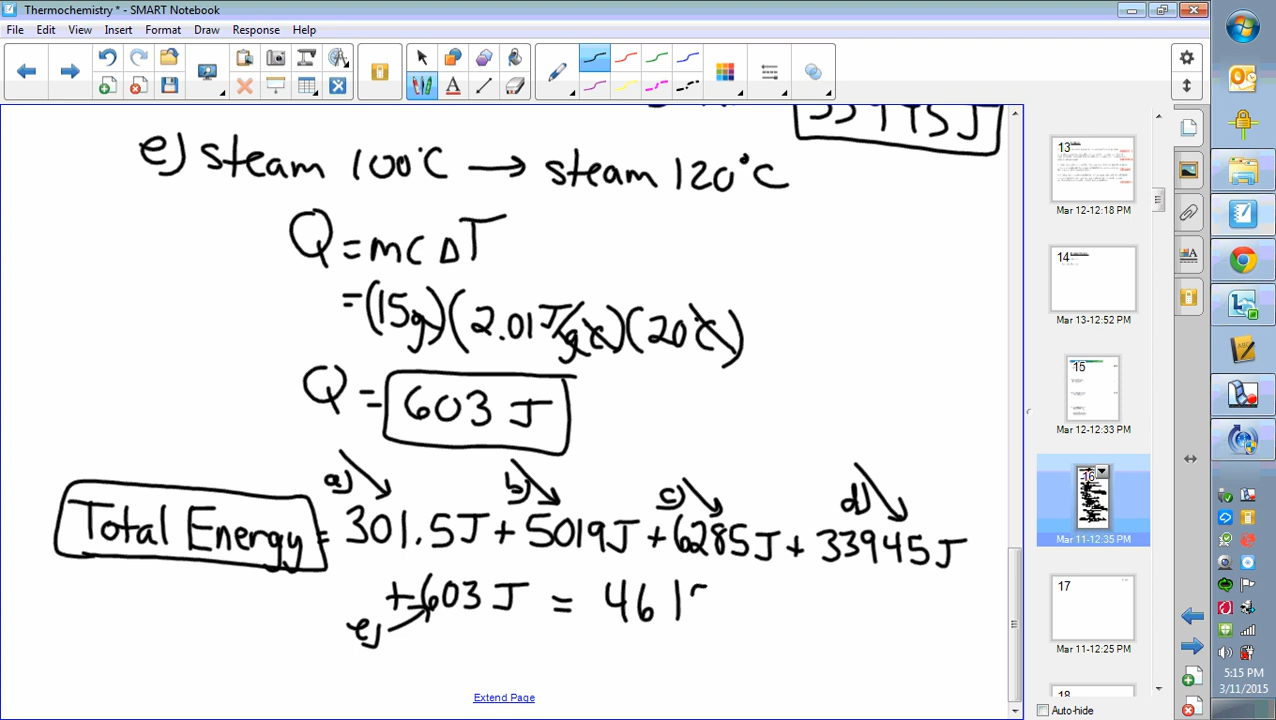 Thermochemistry * - SMART Notebook
File Edit View Insert Format Draw Response Help
33945J
e) steam 100°C → steam 120°C
Q = mcΔT
= (15g)(2.01 J/g°C)(20°C)
Q = 603 J
a) b) c) d)
Total Energy = 301.5J + 5019J + 6285J + 33945J
+ 603 J = 461
e)
Extend Page
13
Mar 12-12:18 PM
14
Mar 13-12:52 PM
15
Mar 12-12:33 PM
16
Mar 11-12:35 PM
17
Mar 11-12:25 PM
18
Auto-hide
5:15 PM
3/11/2015